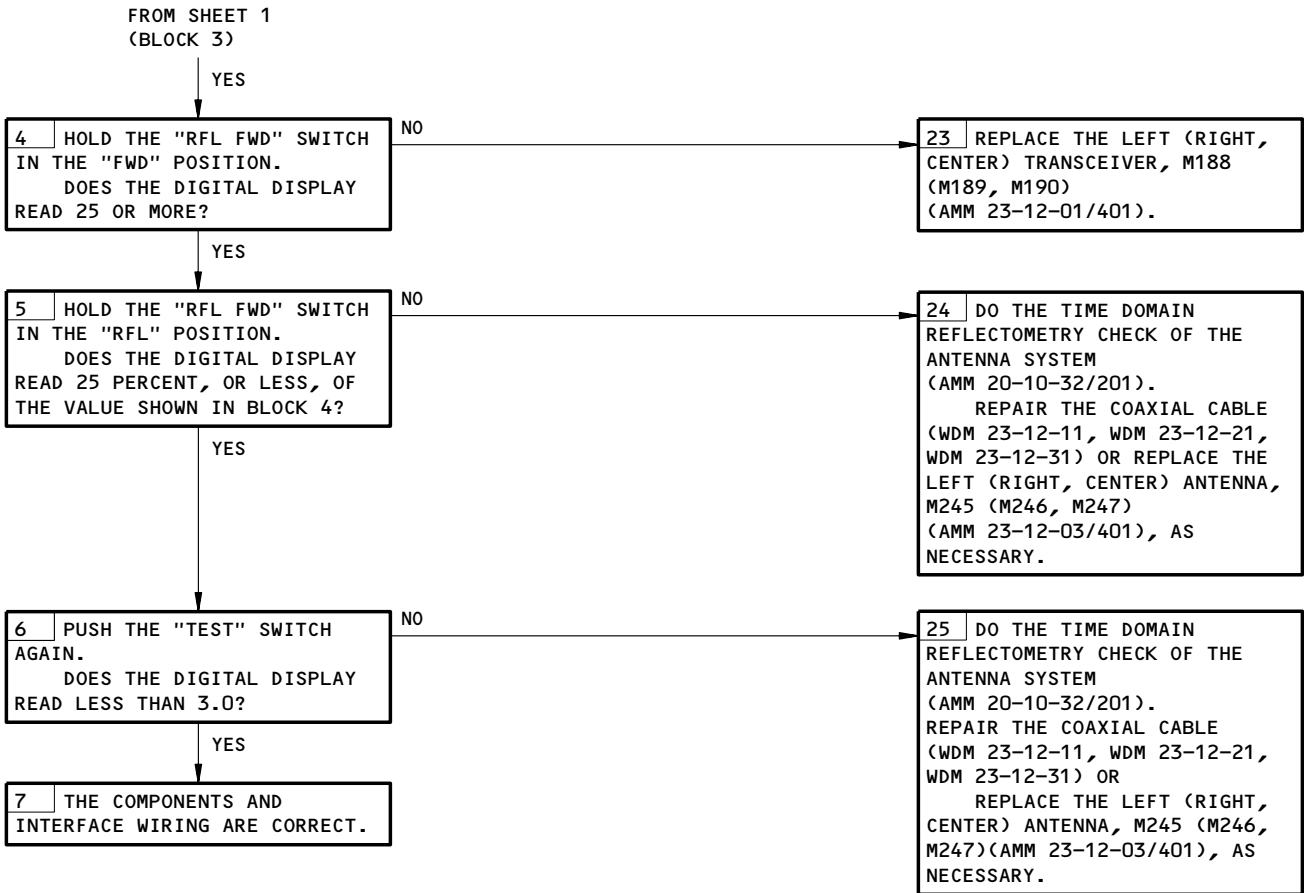 FROM SHEET 1
(BLOCK 3)
YES
4 HOLD THE "RFL FWD" SWITCH
IN THE "FWD" POSITION.
DOES THE DIGITAL DISPLAY
READ 25 OR MORE?
NO
23 REPLACE THE LEFT (RIGHT,
CENTER) TRANSCEIVER, M188
(M189, M190)
(AMM 23-12-01/401).
YES
5 HOLD THE "RFL FWD" SWITCH
IN THE "RFL" POSITION.
DOES THE DIGITAL DISPLAY
READ 25 PERCENT, OR LESS, OF
THE VALUE SHOWN IN BLOCK 4?
NO
24 DO THE TIME DOMAIN
REFLECTOMETRY CHECK OF THE
ANTENNA SYSTEM
(AMM 20-10-32/201).
REPAIR THE COAXIAL CABLE
(WDM 23-12-11, WDM 23-12-21,
WDM 23-12-31) OR REPLACE THE
LEFT (RIGHT, CENTER) ANTENNA,
M245 (M246, M247)
(AMM 23-12-03/401), AS
NECESSARY.
YES
6 PUSH THE "TEST" SWITCH
AGAIN.
DOES THE DIGITAL DISPLAY
READ LESS THAN 3.0?
NO
25 DO THE TIME DOMAIN
REFLECTOMETRY CHECK OF THE
ANTENNA SYSTEM
(AMM 20-10-32/201).
REPAIR THE COAXIAL CABLE
(WDM 23-12-11, WDM 23-12-21,
WDM 23-12-31) OR
REPLACE THE LEFT (RIGHT,
CENTER) ANTENNA, M245 (M246,
M247)(AMM 23-12-03/401), AS
NECESSARY.
YES
7 THE COMPONENTS AND
INTERFACE WIRING ARE CORRECT.